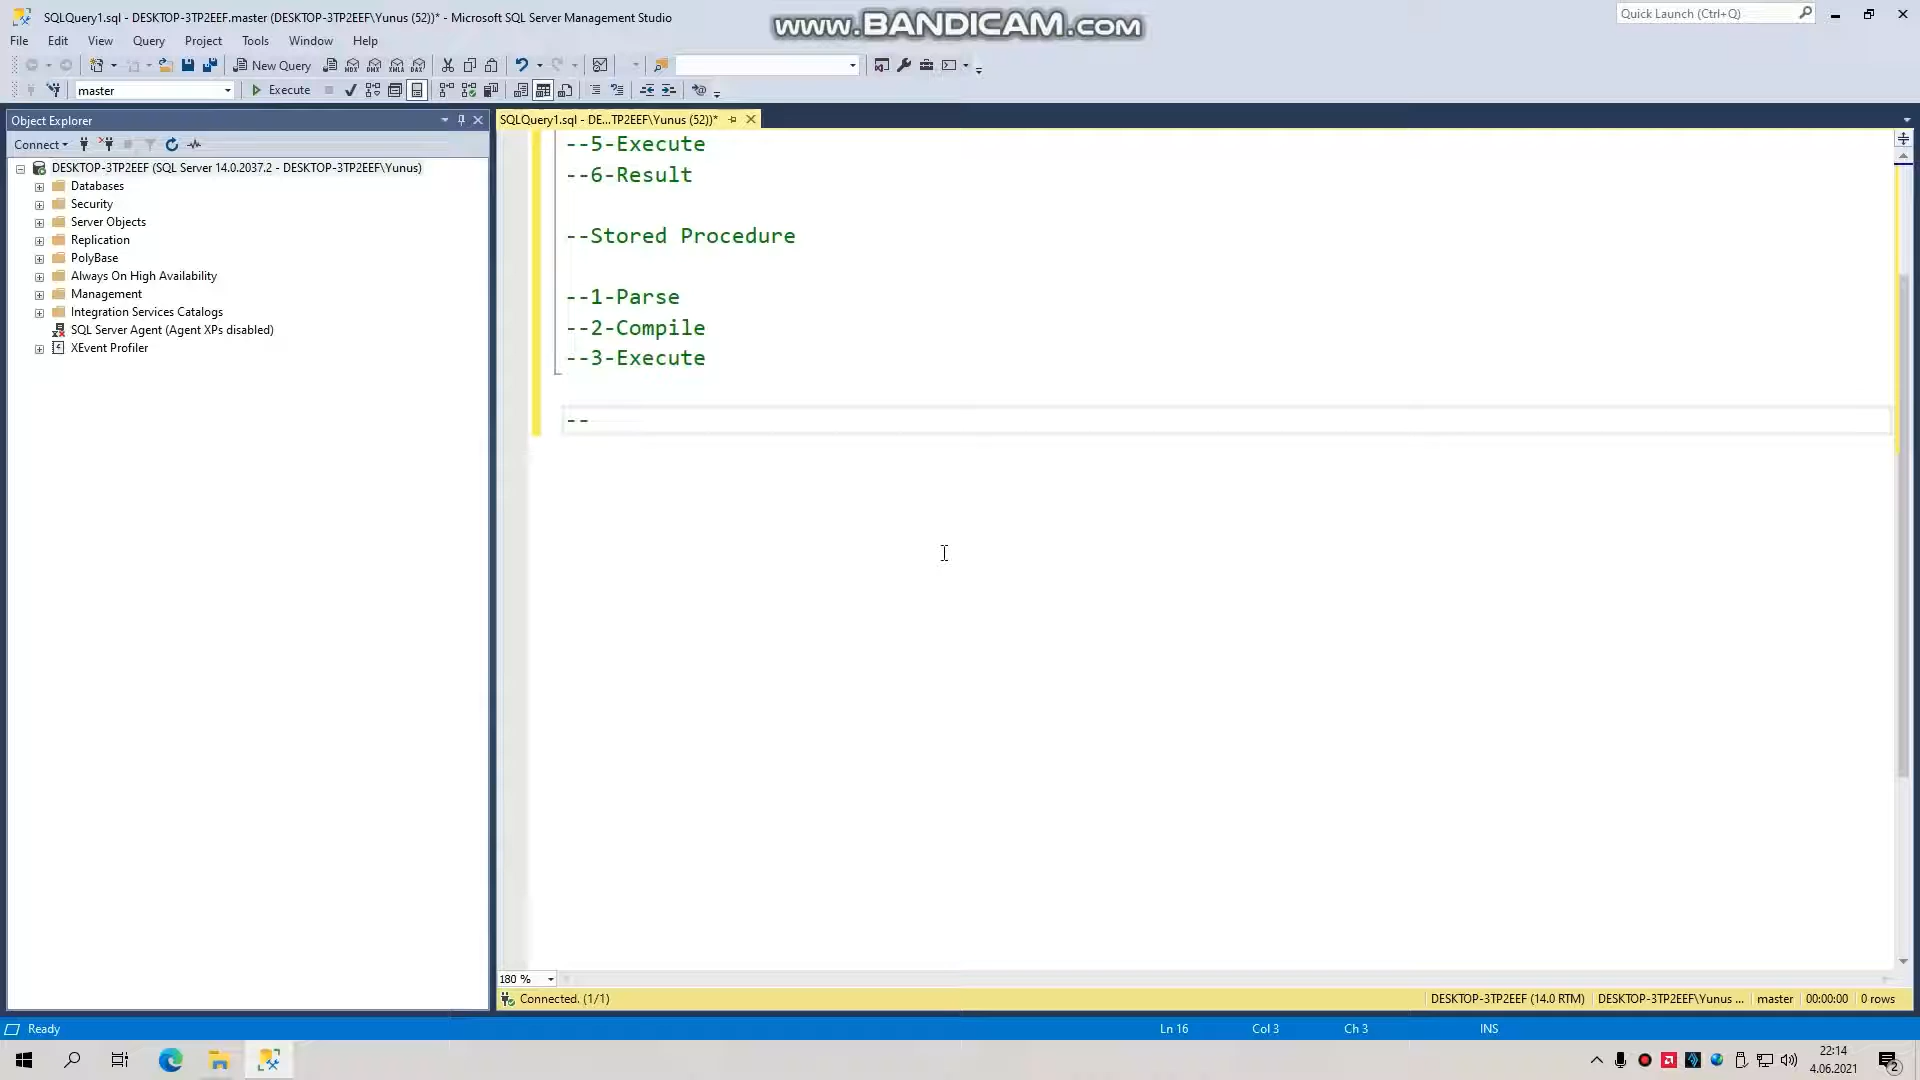 SQLQuery1.sql - DESKTOP-3TP2EEF.master (DESKTOP-3TP2EEF\Yunus (52))* - Microsoft SQL Server Management Studio
www.BANDICAM.com
Quick Launch (Ctrl+Q)
File Edit View Query Project Tools Window Help
New Query
master
Execute
Object Explorer
SQLQuery1.sql - DE...TP2EEF\Yunus (52))*
Connect
DESKTOP-3TP2EEF (SQL Server 14.0.2037.2 - DESKTOP-3TP2EEF\Yunus)
Databases
Security
Server Objects
Replication
PolyBase
Always On High Availability
Management
Integration Services Catalogs
SQL Server Agent (Agent XPs disabled)
XEvent Profiler
--5-Execute
--6-Result
--Stored Procedure
--1-Parse
--2-Compile
--3-Execute
--
180 %
Connected. (1/1)
DESKTOP-3TP2EEF (14.0 RTM) DESKTOP-3TP2EEF\Yunus ... master 00:00:00 0 rows
Ready
Ln 16 Col 3 Ch 3 INS
22:14
4.06.2021
2